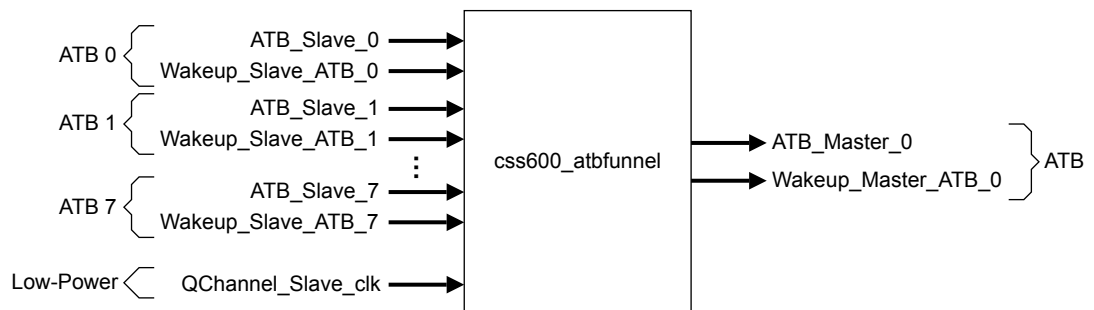 ATB 0
ATB_Slave_0
Wakeup_Slave_ATB_0
ATB 1
ATB_Slave_1
Wakeup_Slave_ATB_1
⋮
ATB 7
ATB_Slave_7
Wakeup_Slave_ATB_7
Low-Power
QChannel_Slave_clk
css600_atbfunnel
ATB_Master_0
Wakeup_Master_ATB_0
ATB